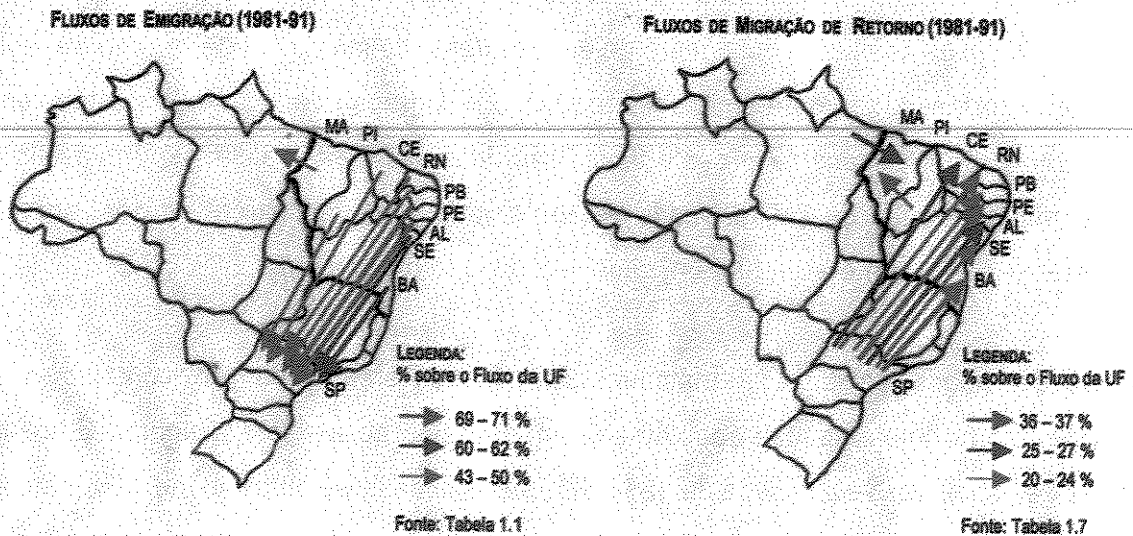 FLUXOS DE EMIGRAÇÃO (1981-91)
MA
PI
CE
RN
PB
PE
AL
SE
BA
SP
LEGENDA:
% sobre o Fluxo da UF
69 – 71 %
60 – 62 %
43 – 50 %
Fonte: Tabela 1.1
FLUXOS DE MIGRAÇÃO DE RETORNO (1981-91)
MA
PI
CE
RN
PB
PE
AL
SE
BA
SP
LEGENDA:
% sobre o Fluxo da UF
36 – 37 %
25 – 27 %
20 – 24 %
Fonte: Tabela 1.7